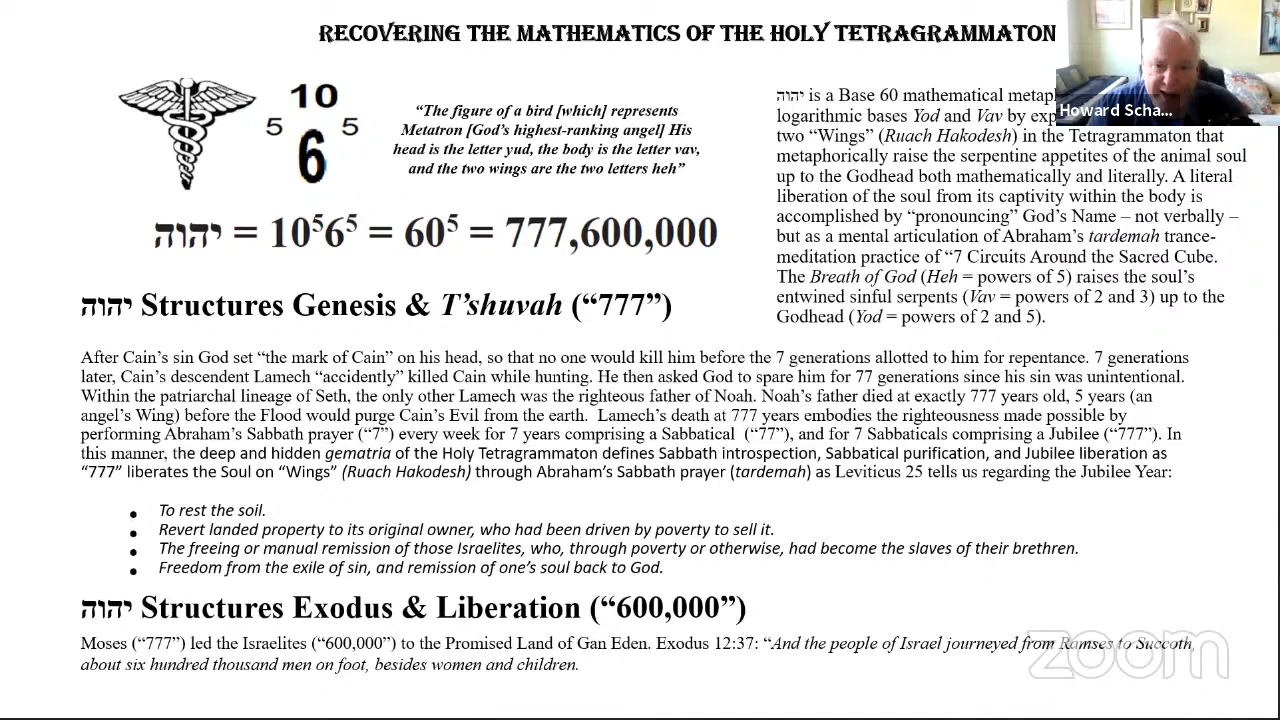 RECOVERING THE MATHEMATICS OF THE HOLY TETRAGRAMMATON
10
5 5
6
“The figure of a bird [which] represents
Metatron [God’s highest-ranking angel] His
head is the letter yud, the body is the letter vav,
and the two wings are the two letters heh”
יהוה = 10⁵6⁵ = 60⁵ = 777,600,000
יהוה is a Base 60 mathematical
logarithmic bases Yod and Vav by
two “Wings” (Ruach Hakodesh) in the Tetragrammaton that
metaphorically raise the serpentine appetites of the animal soul
up to the Godhead both mathematically and literally. A literal
liberation of the soul from its captivity within the body is
accomplished by “pronouncing” God’s Name – not verbally –
but as a mental articulation of Abraham’s tardemah trance-
meditation practice of “7 Circuits Around the Sacred Cube.
The Breath of God (Heh = powers of 5) raises the soul’s
entwined sinful serpents (Vav = powers of 2 and 3) up to the
Godhead (Yod = powers of 2 and 5).
Howard Scha...
יהוה Structures Genesis & T’shuvah (“777”)
After Cain’s sin God set “the mark of Cain” on his head, so that no one would kill him before the 7 generations allotted to him for repentance. 7 generations
later, Cain’s descendent Lamech “accidently” killed Cain while hunting. He then asked God to spare him for 77 generations since his sin was unintentional.
Within the patriarchal lineage of Seth, the only other Lamech was the righteous father of Noah. Noah’s father died at exactly 777 years old, 5 years (an
angel’s Wing) before the Flood would purge Cain’s Evil from the earth. Lamech’s death at 777 years embodies the righteousness made possible by
performing Abraham’s Sabbath prayer (“7”) every week for 7 years comprising a Sabbatical (“77”), and for 7 Sabbaticals comprising a Jubilee (“777”). In
this manner, the deep and hidden gematria of the Holy Tetragrammaton defines Sabbath introspection, Sabbatical purification, and Jubilee liberation as
“777” liberates the Soul on “Wings” (Ruach Hakodesh) through Abraham’s Sabbath prayer (tardemah) as Leviticus 25 tells us regarding the Jubilee Year:
• To rest the soil.
• Revert landed property to its original owner, who had been driven by poverty to sell it.
• The freeing or manual remission of those Israelites, who, through poverty or otherwise, had become the slaves of their brethren.
• Freedom from the exile of sin, and remission of one’s soul back to God.
יהוה Structures Exodus & Liberation (“600,000”)
Moses (“777”) led the Israelites (“600,000”) to the Promised Land of Gan Eden. Exodus 12:37: “And the people of Israel journeyed from Ramses to Succoth,
about six hundred thousand men on foot, besides women and children.
zoom